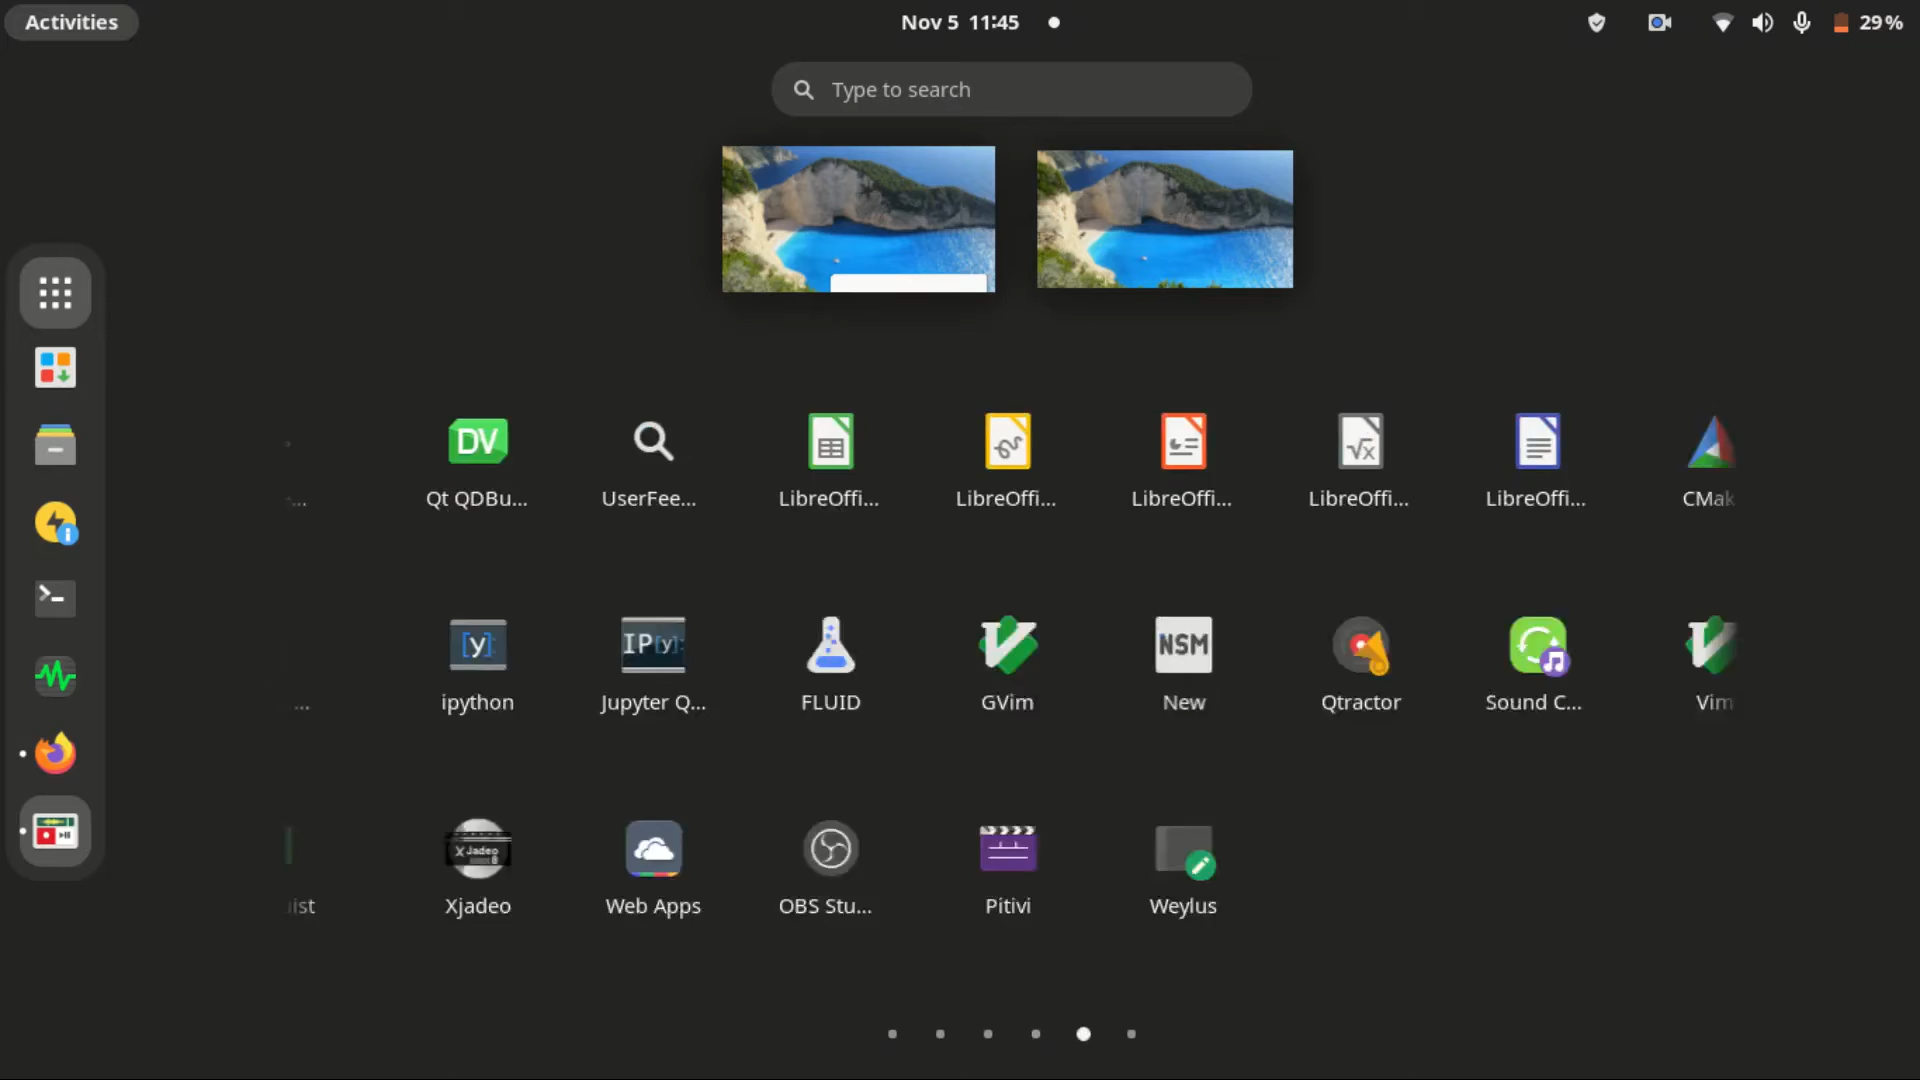 Activities
Nov 5 11:45
29%
Type to search
DV
Qt QDBu...
UserFee...
LibreOffi...
LibreOffi...
LibreOffi...
LibreOffi...
LibreOffi...
CMak
[y]
IP[y]:
NSM
...
ipython
Jupyter Q...
FLUID
GVim
New
Qtractor
Sound C...
Vim
X Jadeo
ist
Xjadeo
Web Apps
OBS Stu...
Pitivi
Weylus